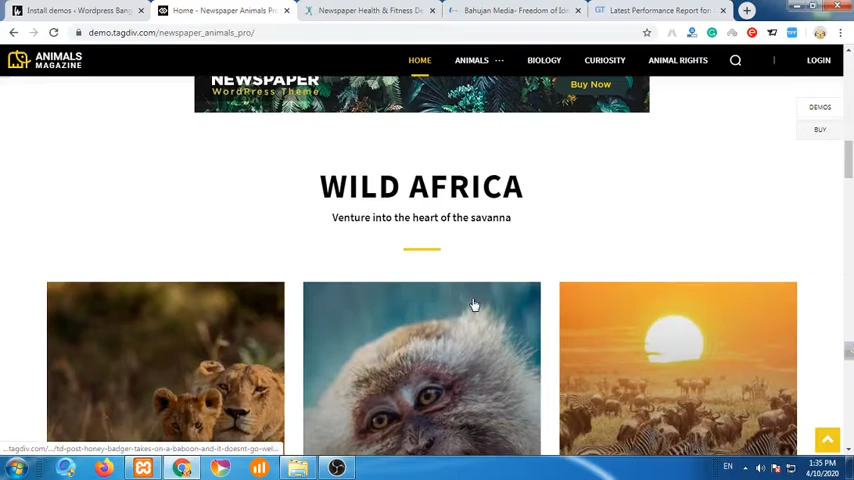 Install demos - Wordpress Bang
Home - Newspaper Animals Pro
Newspaper Health & Fitness De
Bahujan Media- Freedom of Ide
Latest Performance Report for:
demo.tagdiv.com/newspaper_animals_pro/
ANIMALS
MAGAZINE
HOME
ANIMALS
BIOLOGY
CURIOSITY
ANIMAL RIGHTS
LOGIN
NEWSPAPER
WordPress Theme
Buy Now
DEMOS
BUY
WILD AFRICA
Venture into the heart of the savanna
...tagdiv.com/.../td-post-honey-badger-takes-on-a-baboon-and-it-doesnt-go-wel...
EN
1:35 PM
4/10/2020